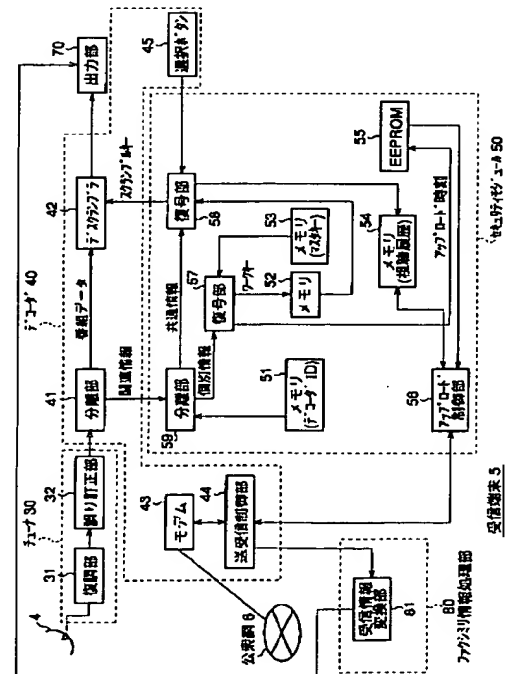 4
チューナ 30
31
復調部
32
誤り訂正部
デコーダ 40
41
分離部
番組データ
42
デスクランブラ
70
出力部
関連情報
スクランブルキー
45
選択ボタン
59
分離部
共通情報
個別情報
57
復号部
58
復号部
ワークキー
53
メモリ
(マスタキー)
52
メモリ
51
メモリ
(デコーダID)
54
メモリ
(視聴履歴)
55
EEPROM
アップロード時刻
56
アップロード
制御部
セキュリティモジュール 50
43
モデム
44
送受信制御部
公衆網 6
受信情報
変換部
81
80
ファクシミリ情報処理部
受信端末 5